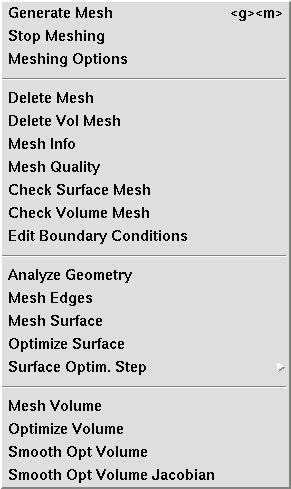 Generate Mesh <g><m>
Stop Meshing
Meshing Options
Delete Mesh
Delete Vol Mesh
Mesh Info
Mesh Quality
Check Surface Mesh
Check Volume Mesh
Edit Boundary Conditions
Analyze Geometry
Mesh Edges
Mesh Surface
Optimize Surface
Surface Optim. Step
Mesh Volume
Optimize Volume
Smooth Opt Volume
Smooth Opt Volume Jacobian